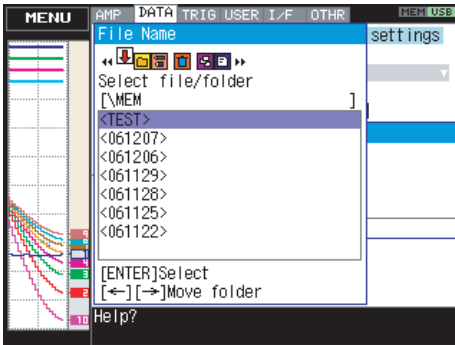 MENU
AMP DATA TRIG USER I/F OTHR
MEM USB
File Name
settings
Select file/folder
[\MEM ]
<TEST>
<061207>
<061206>
<061129>
<061128>
<061125>
<061122>
[ENTER]Select
[←][→]Move folder
Help?
10